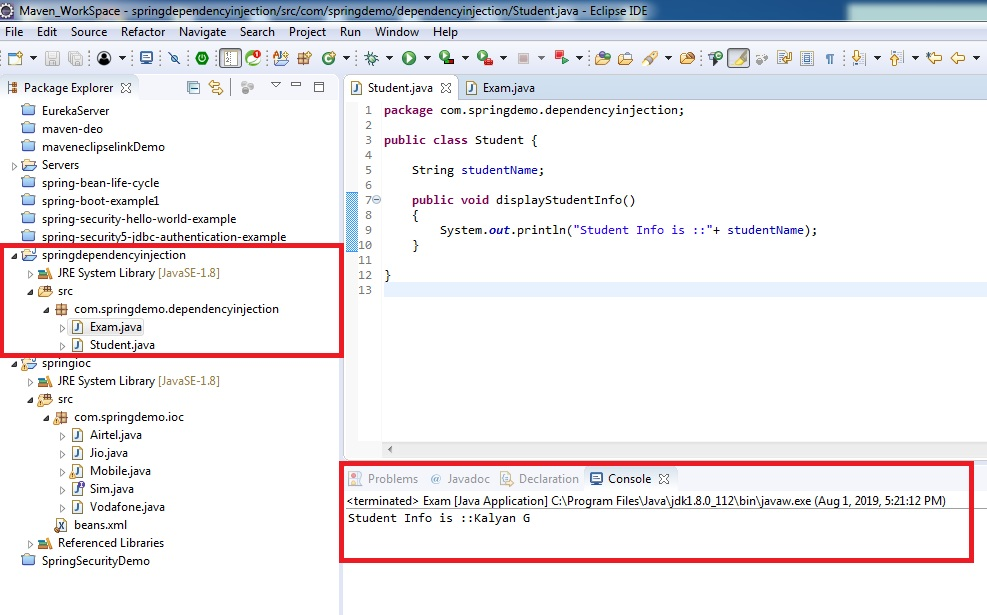 Maven_WorkSpace - springdependencyinjection/src/com/springdemo/dependencyinjection/Student.java - Eclipse IDE
File Edit Source Refactor Navigate Search Project Run Window Help
Package Explorer
EurekaServer
maven-deo
maveneclipselinkDemo
Servers
spring-bean-life-cycle
spring-boot-example1
spring-security-hello-world-example
spring-security5-jdbc-authentication-example
springdependencyinjection
JRE System Library [JavaSE-1.8]
src
com.springdemo.dependencyinjection
Exam.java
Student.java
springioc
JRE System Library [JavaSE-1.8]
src
com.springdemo.ioc
Airtel.java
Jio.java
Mobile.java
Sim.java
Vodafone.java
beans.xml
Referenced Libraries
SpringSecurityDemo
Student.java Exam.java
1 package com.springdemo.dependencyinjection;
2
3 public class Student {
4
5 String studentName;
6
7 public void displayStudentInfo()
8 {
9 System.out.println("Student Info is ::"+ studentName);
10 }
11
12 }
13
Problems @ Javadoc Declaration Console
<terminated> Exam [Java Application] C:\Program Files\Java\jdk1.8.0_112\bin\javaw.exe (Aug 1, 2019, 5:21:12 PM)
Student Info is ::Kalyan G